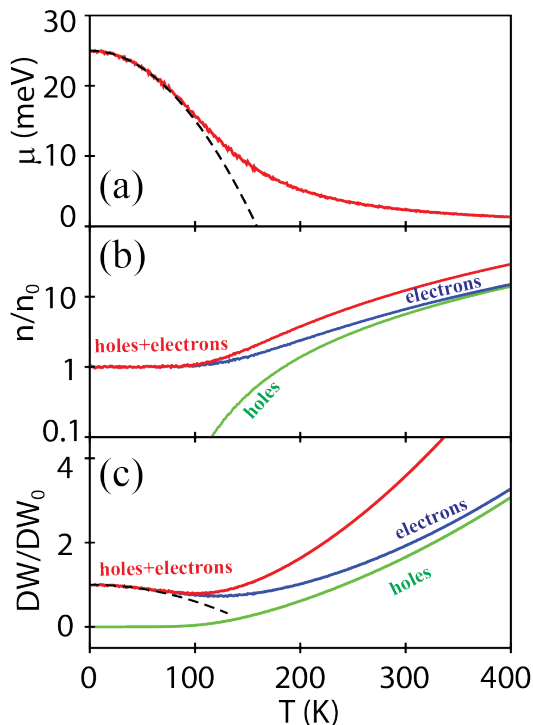 30
20
10
0
μ (meV)
(a)
(b)
10
1
0.1
n/n0
electrons
holes+electrons
holes
(c)
4
2
0
DW/DW0
holes+electrons
electrons
holes
0 100 200 300 400
T (K)